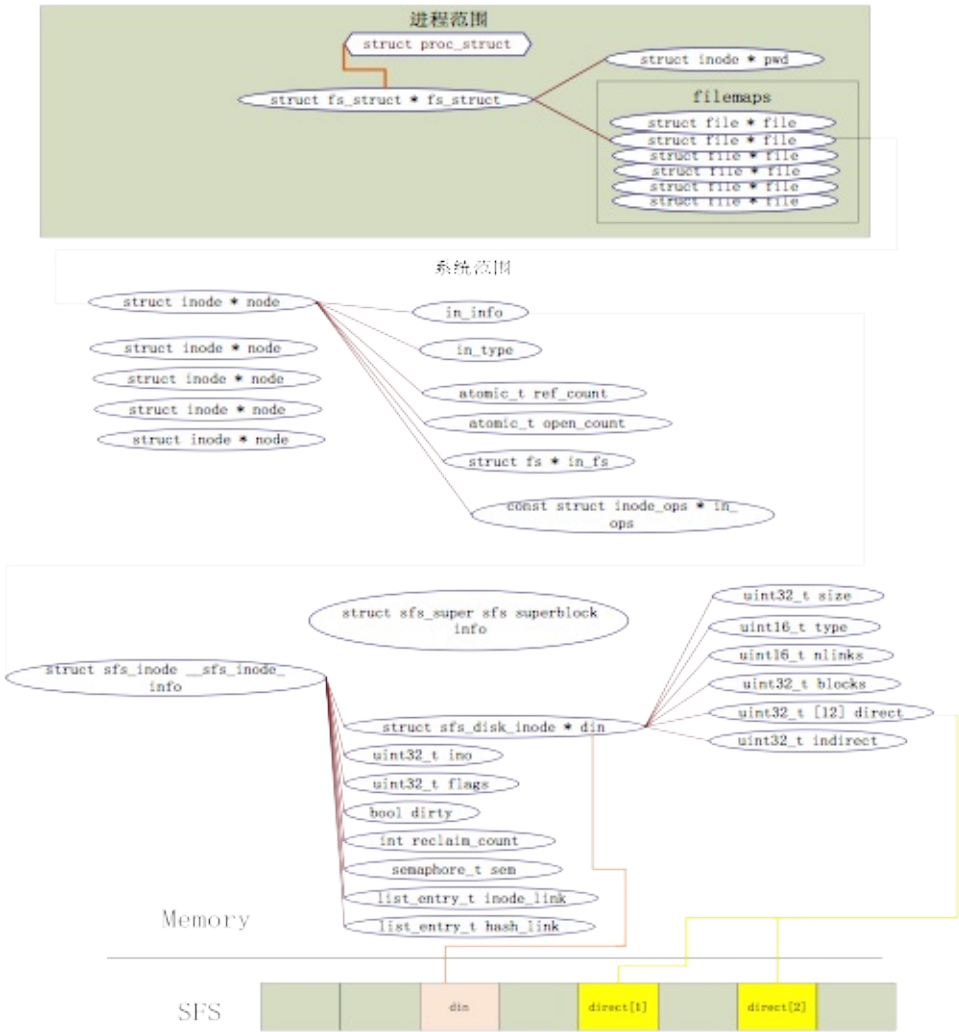 进程范围
struct proc_struct
struct inode * pwd
struct fs_struct * fs_struct
filemaps
struct file * file
struct file * file
struct file * file
struct file * file
struct file * file
struct file * file
系统范围
struct inode * node
in_info
struct inode * node
in_type
struct inode * node
atomic_t ref_count
struct inode * node
atomic_t open_count
struct inode * node
struct fs * in_fs
const struct inode_ops * in_
ops
struct sfs_super sfs superblock
info
struct sfs_inode __sfs_inode_
info
uint32_t size
uint16_t type
uint16_t nlinks
uint32_t blocks
uint32_t [12] direct
uint32_t indirect
struct sfs_disk_inode * din
uint32_t ino
uint32_t flags
bool dirty
int reclaim_count
semaphore_t sem
list_entry_t inode_link
list_entry_t hash_link
Memory
SFS
din
direct[1]
direct[2]